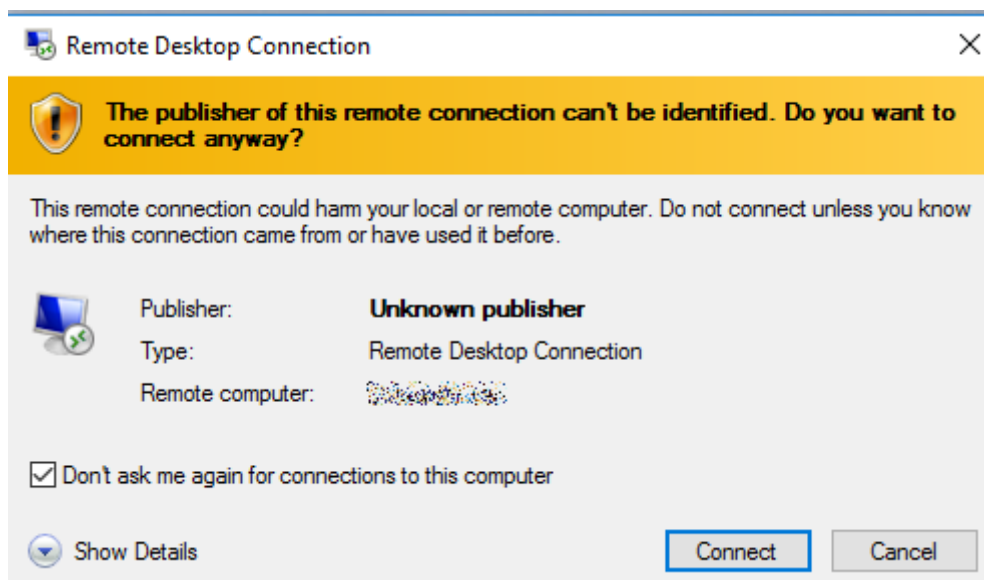 Remote Desktop Connection
The publisher of this remote connection can't be identified. Do you want to
connect anyway?
This remote connection could harm your local or remote computer. Do not connect unless you know
where this connection came from or have used it before.
Publisher: Unknown publisher
Type: Remote Desktop Connection
Remote computer:
Don't ask me again for connections to this computer
Show Details Connect Cancel